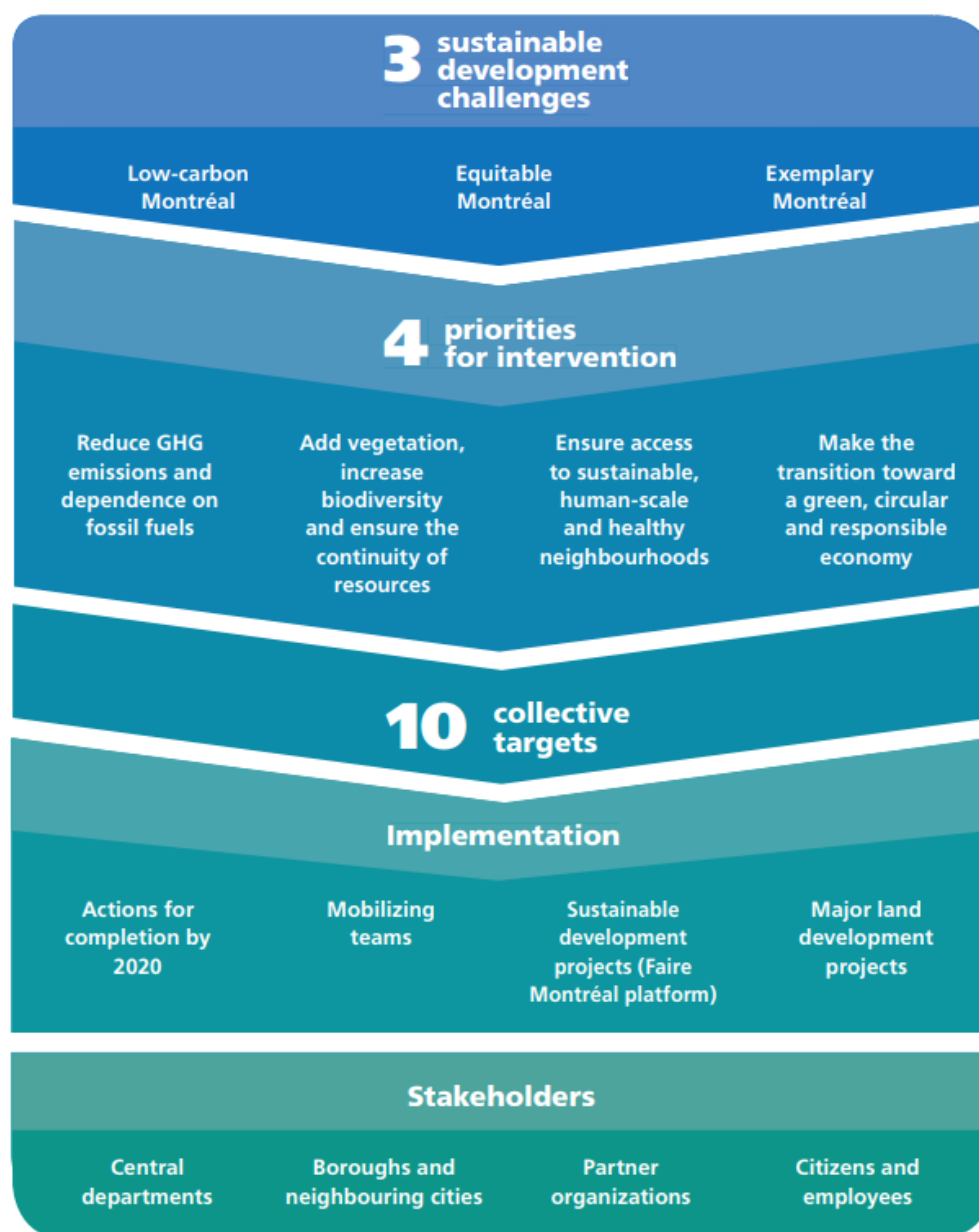 3 sustainable
development
challenges
Low-carbon
Montréal
Equitable
Montréal
Exemplary
Montréal
4 priorities
for intervention
Reduce GHG
emissions and
dependence on
fossil fuels
Add vegetation,
increase
biodiversity
and ensure the
continuity of
resources
Ensure access
to sustainable,
human-scale
and healthy
neighbourhoods
Make the
transition toward
a green, circular
and responsible
economy
10 collective
targets
Implementation
Actions for
completion by
2020
Mobilizing
teams
Sustainable
development
projects (Faire
Montréal platform)
Major land
development
projects
Stakeholders
Central
departments
Boroughs and
neighbouring cities
Partner
organizations
Citizens and
employees